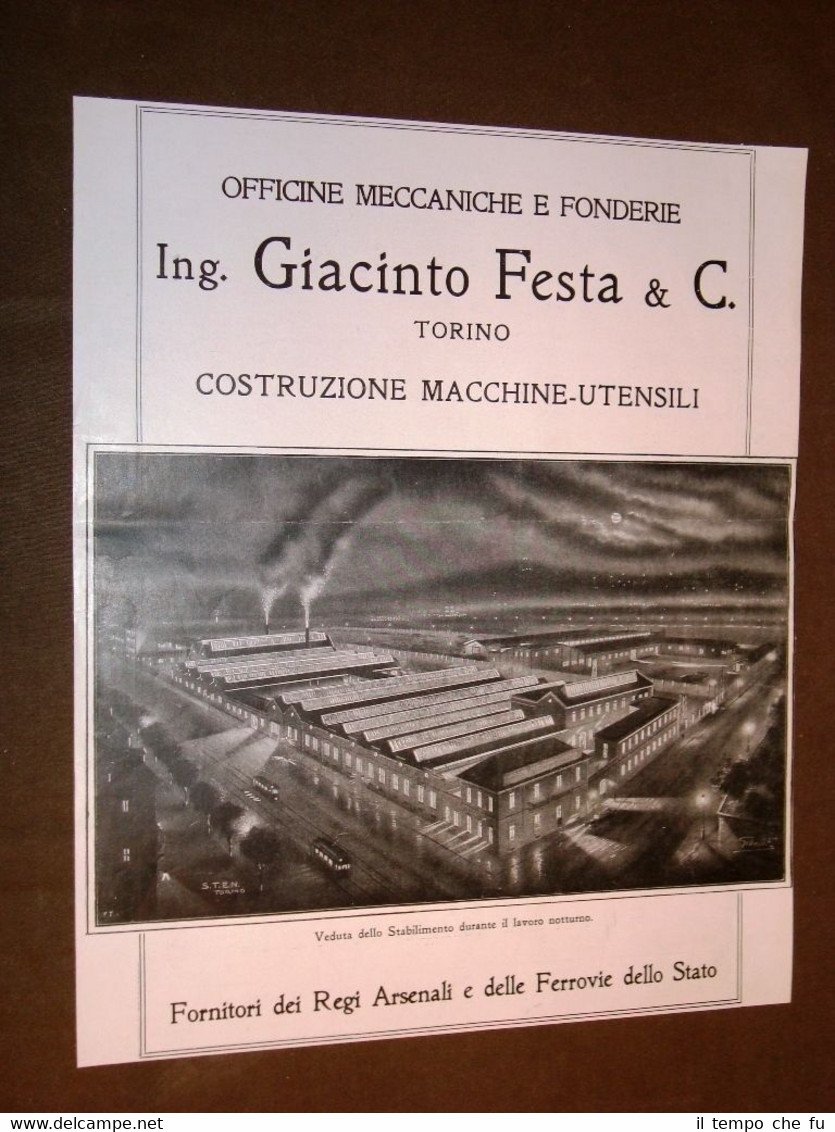 OFFICINE MECCANICHE E FONDERIE
Ing. Giacinto Festa & C.
TORINO
COSTRUZIONE MACCHINE-UTENSILI
S.T.E.N.
TORINO
Veduta dello Stabilimento durante il lavoro notturno.
Fornitori dei Regi Arsenali e delle Ferrovie dello Stato
www.delcampe.net
il tempo che fu